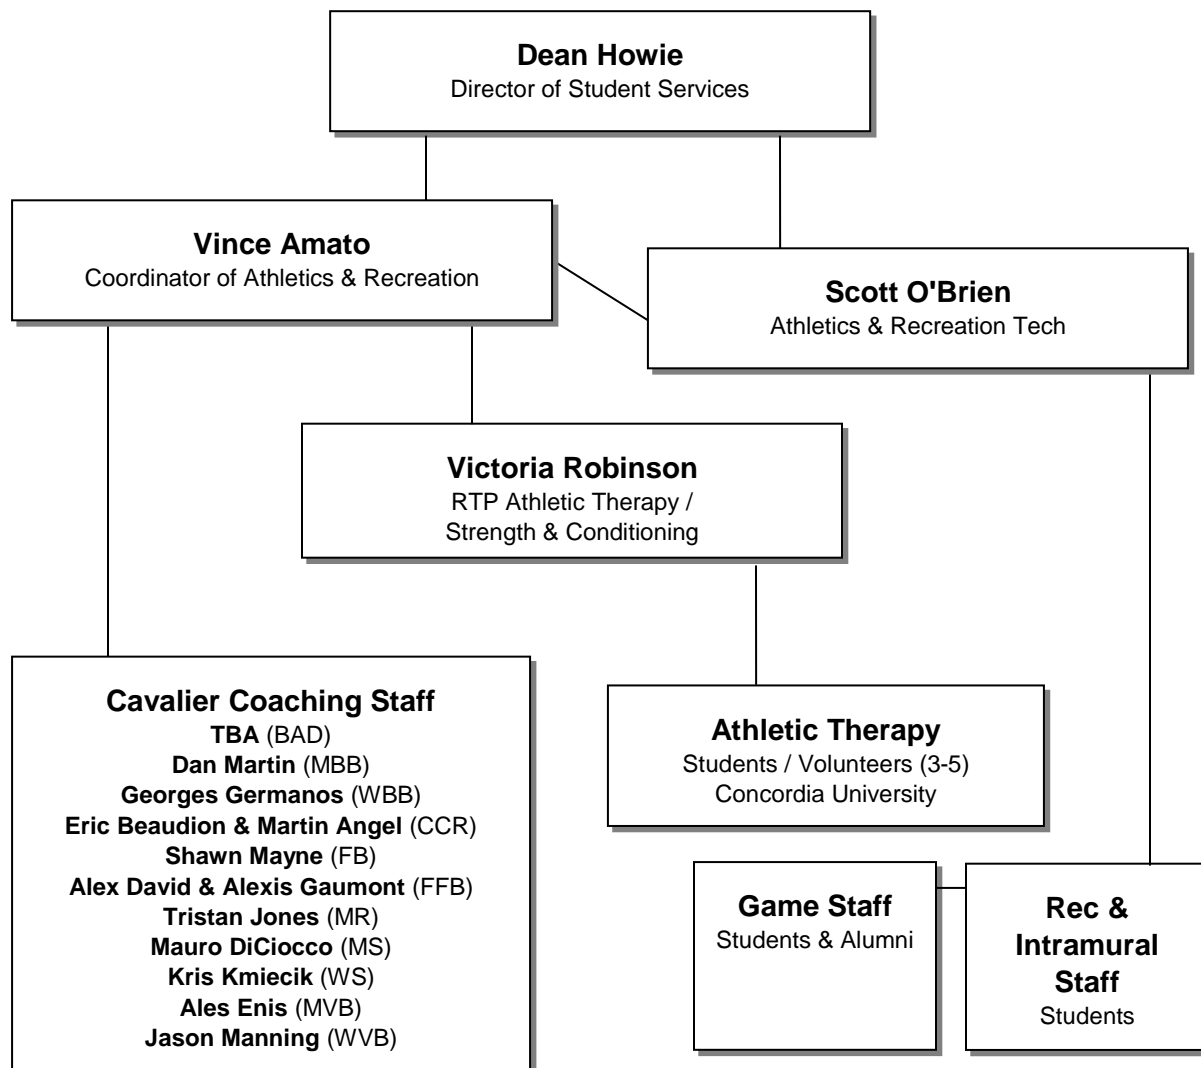 Dean Howie
Director of Student Services
Vince Amato
Coordinator of Athletics & Recreation
Scott O'Brien
Athletics & Recreation Tech
Victoria Robinson
RTP Athletic Therapy /
Strength & Conditioning
Cavalier Coaching Staff
TBA (BAD)
Dan Martin (MBB)
Georges Germanos (WBB)
Eric Beaudion & Martin Angel (CCR)
Shawn Mayne (FB)
Alex David & Alexis Gaumont (FFB)
Tristan Jones (MR)
Mauro DiCiocco (MS)
Kris Kmiecik (WS)
Ales Enis (MVB)
Jason Manning (WVB)
Athletic Therapy
Students / Volunteers (3-5)
Concordia University
Game Staff
Students & Alumni
Rec &
Intramural
Staff
Students